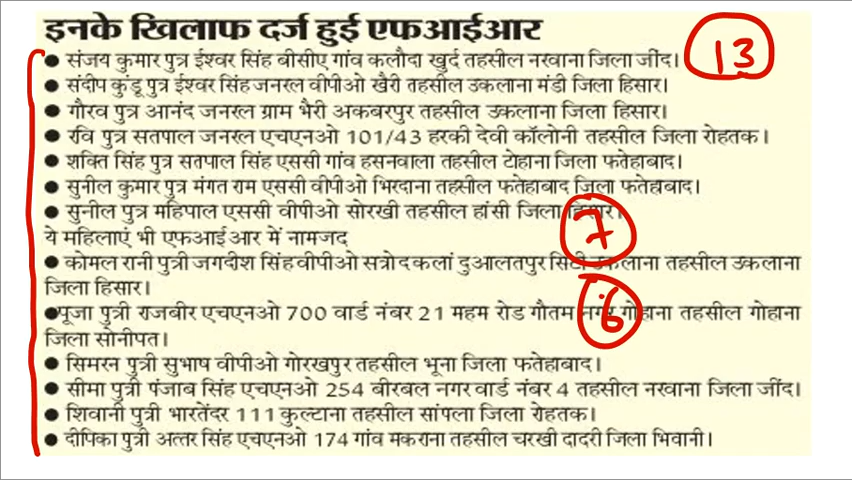 इनके खिलाफ दर्ज हुई एफआईआर
13
● संजय कुमार पुत्र ईश्वर सिंह बीसीए गांव कलौदा खुर्द तहसील नरवाना जिला जींद।
● संदीप कुंडू पुत्र ईश्वर सिंह जनरल वीपीओ खैरी तहसील उकलाना मंडी जिला हिसार।
● गौरव पुत्र आनंद जनरल ग्राम भैरी अकबरपुर तहसील उकलाना जिला हिसार।
● रवि पुत्र सतपाल जनरल एचएनओ 101/43 हरकी देवी कॉलोनी तहसील जिला रोहतक।
● शक्ति सिंह पुत्र सतपाल सिंह एससी गांव हसनवाला तहसील टोहाना जिला फतेहाबाद।
● सुनील कुमार पुत्र मंगत राम एससी वीपीओ भिरदाना तहसील फतेहाबाद जिला फतेहाबाद।
● सुनील पुत्र महिपाल एससी वीपीओ सोरखी तहसील हांसी जिला हिसार।
7
ये महिलाएं भी एफआईआर में नामजद
● कोमल रानी पुत्री जगदीश सिंह वीपीओ सत्रोद कलां दुआलतपुर सिटी उकलाना तहसील उकलाना
जिला हिसार।
● पूजा पुत्री राजबीर एचएनओ 700 वार्ड नंबर 21 महम रोड गौतम नगर गोहाना तहसील गोहाना
6
जिला सोनीपत।
● सिमरन पुत्री सुभाष वीपीओ गोरखपुर तहसील भूना जिला फतेहाबाद।
● सीमा पुत्री पंजाब सिंह एचएनओ 254 बीरबल नगर वार्ड नंबर 4 तहसील नरवाना जिला जींद।
● शिवानी पुत्री भारतेंदर 111 कुल्टाना तहसील सांपला जिला रोहतक।
● दीपिका पुत्री अत्तर सिंह एचएनओ 174 गांव मकराना तहसील चरखी दादरी जिला भिवानी।